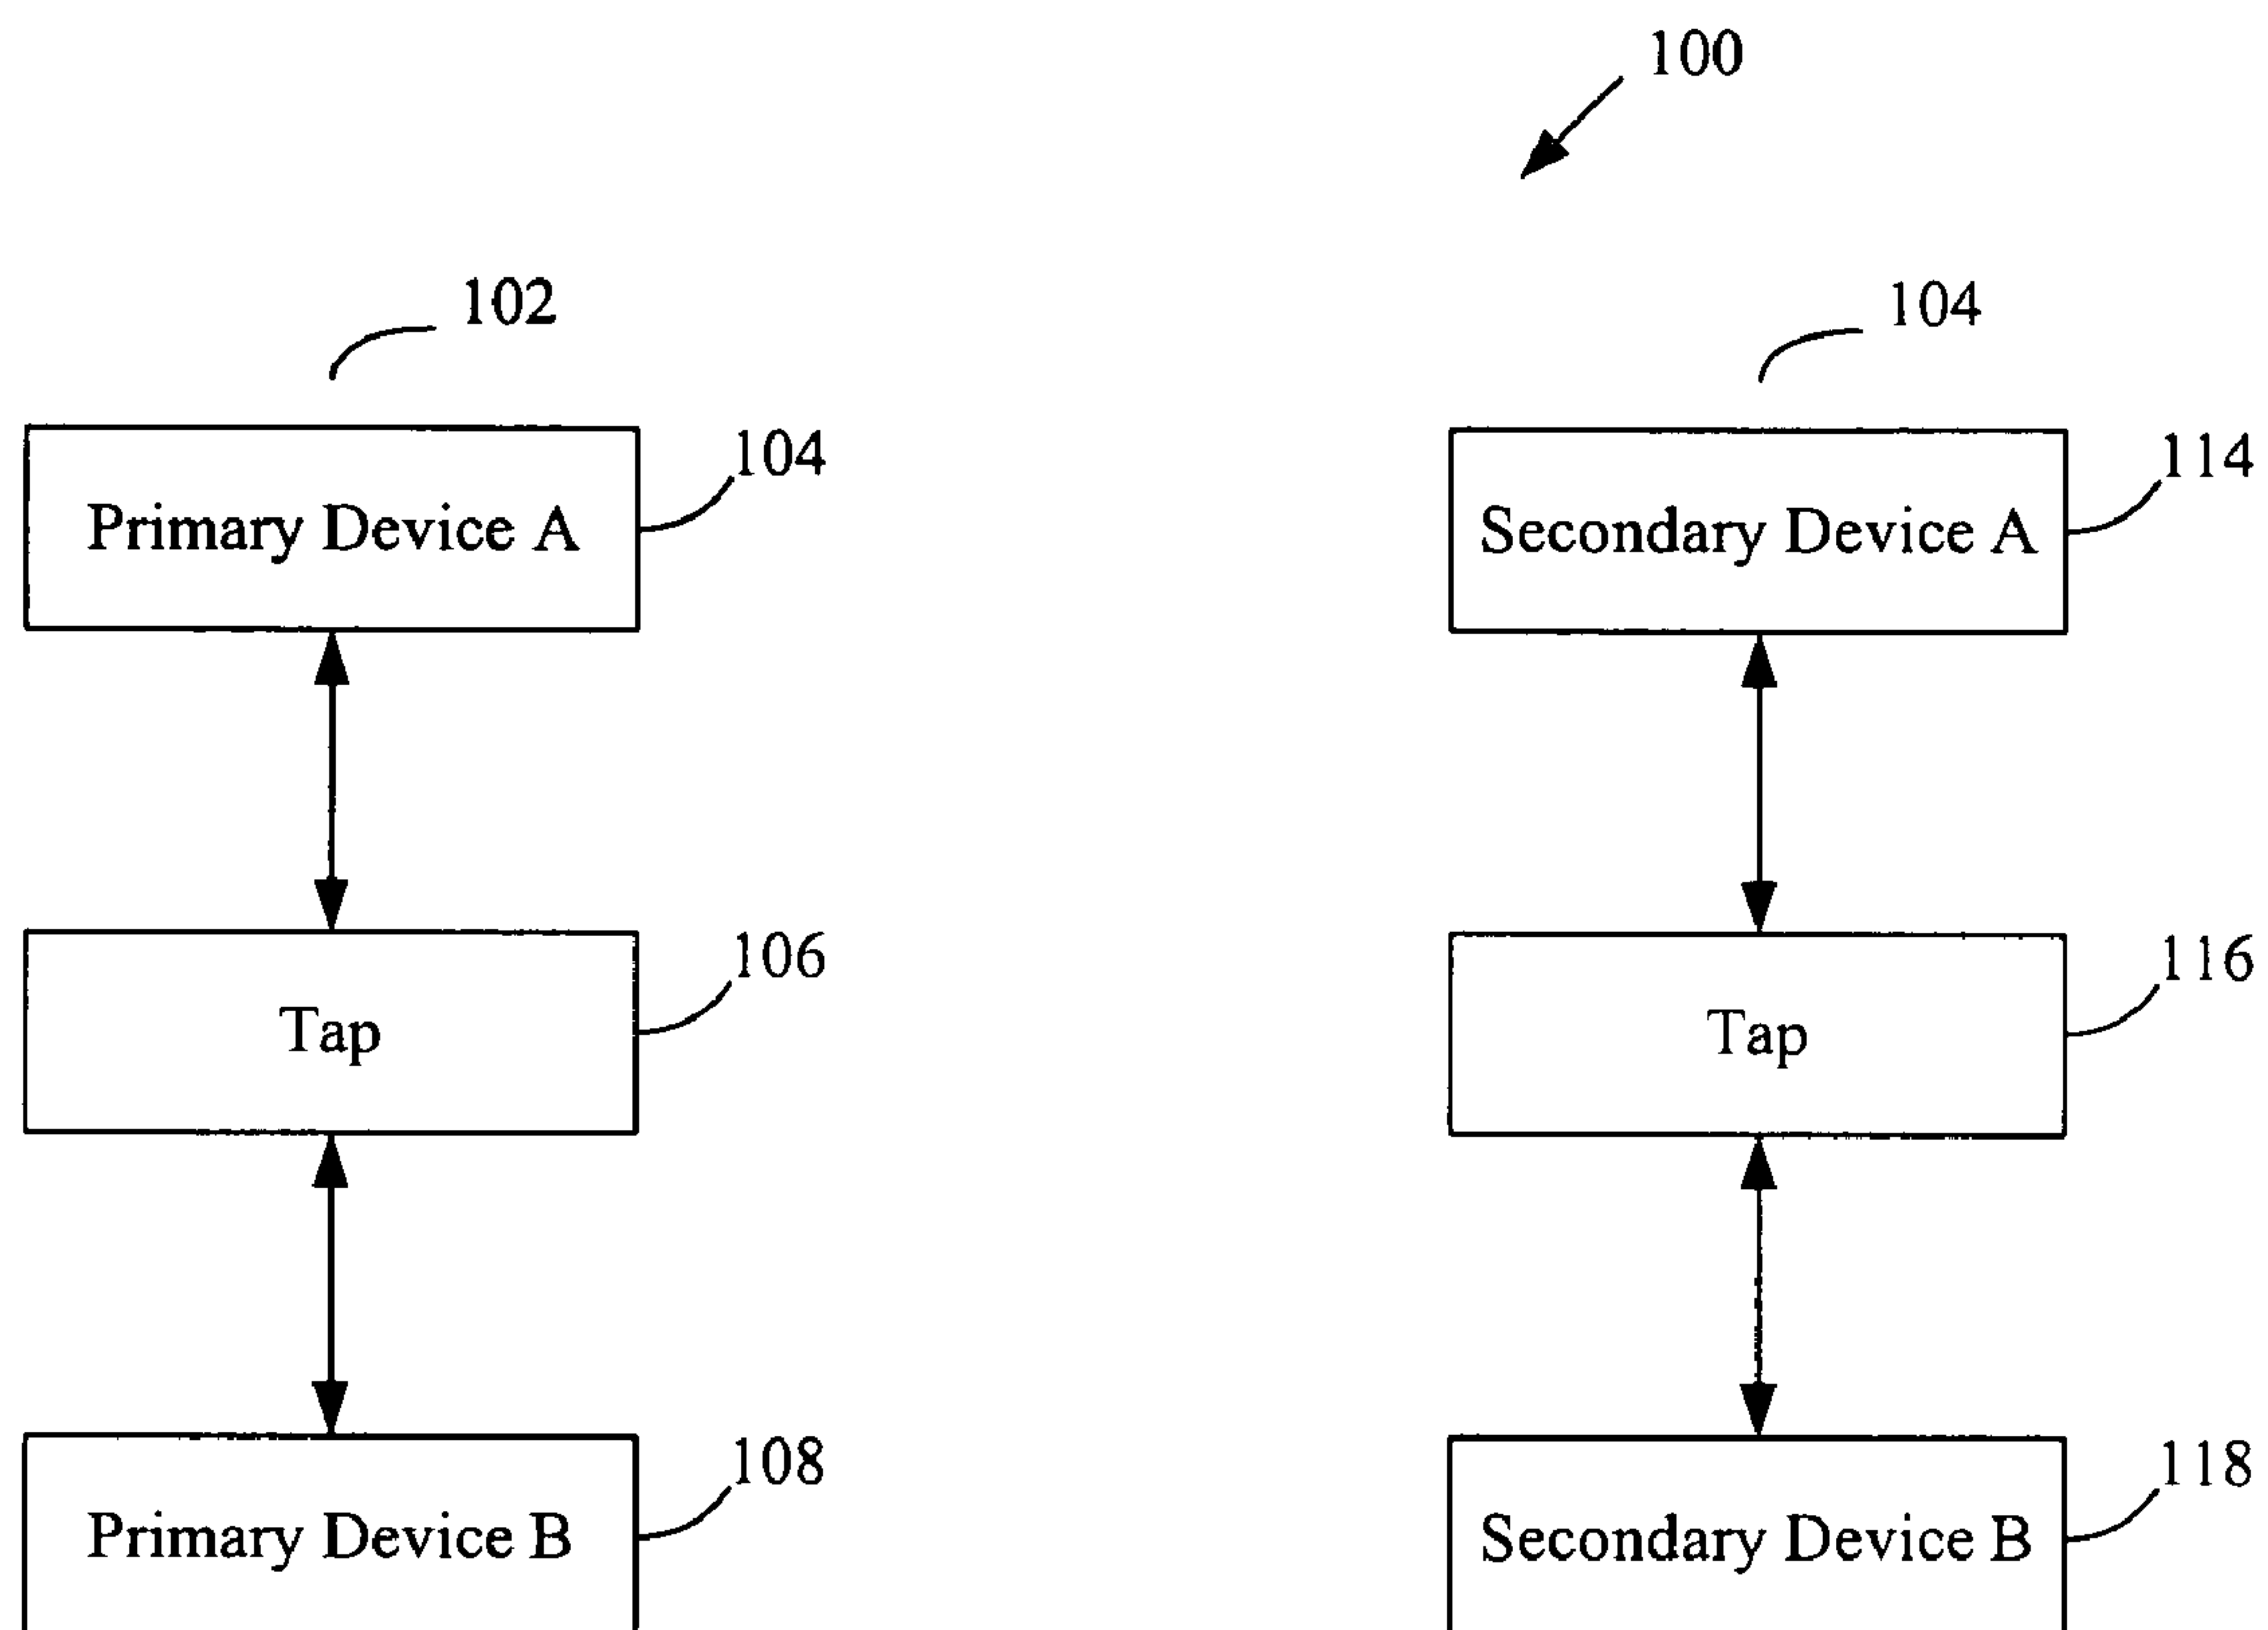 100
102
104
Primary Device A
104
Secondary Device A
114
Tap
106
Tap
116
Primary Device B
108
Secondary Device B
118